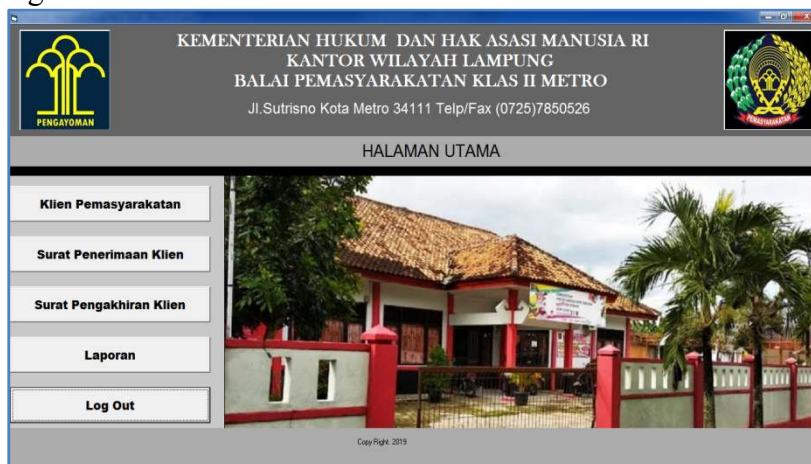 KEMENTERIAN HUKUM DAN HAK ASASI MANUSIA RI
KANTOR WILAYAH LAMPUNG
BALAI PEMASYARAKATAN KLAS II METRO
Jl.Sutrisno Kota Metro 34111 Telp/Fax (0725)7850526
PENGAYOMAN
PEMASYARAKATAN
HALAMAN UTAMA
Klien Pemasyarakatan
Surat Penerimaan Klien
Surat Pengakhiran Klien
Laporan
Log Out
Copy Right 2019